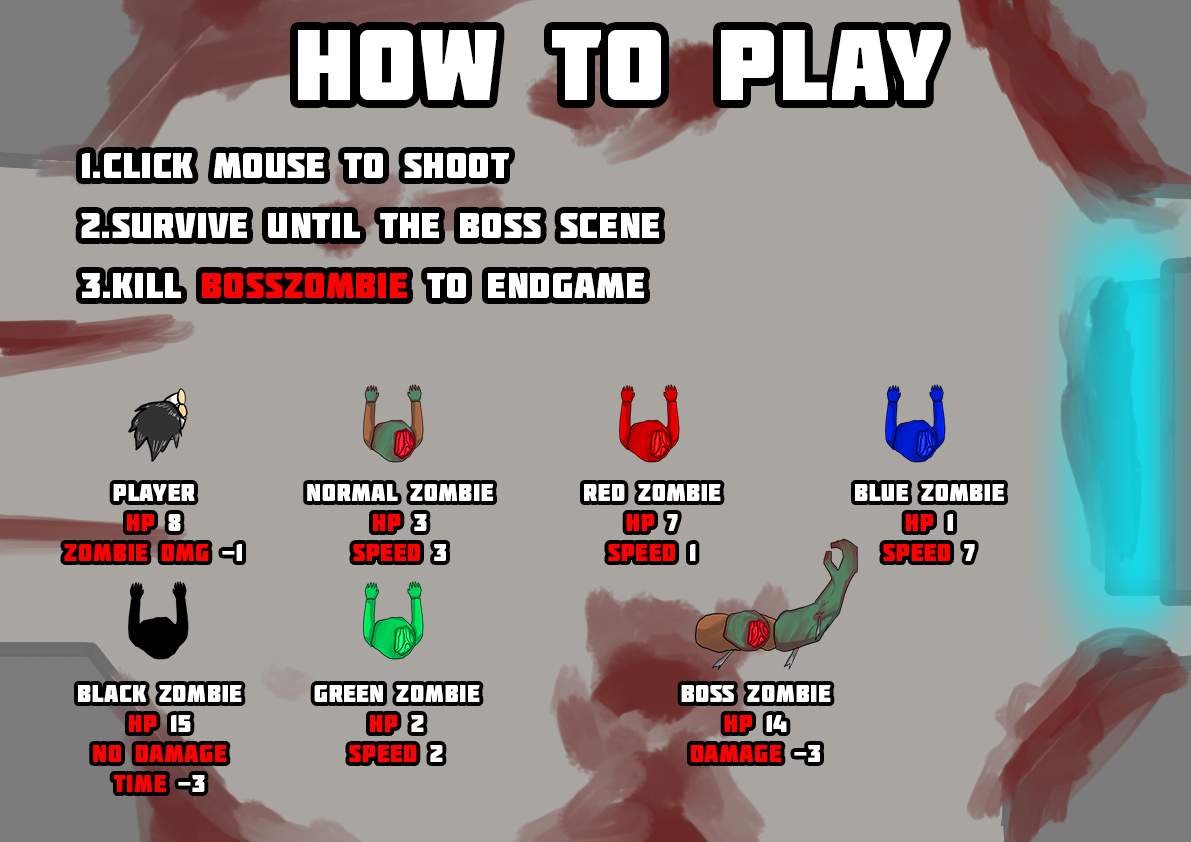 HOW TO PLAY
1.CLICK MOUSE TO SHOOT
2.SURVIVE UNTIL THE BOSS SCENE
3.KILL BOSSZOMBIE TO ENDGAME
PLAYER
HP 8
ZOMBIE DMG -1
NORMAL ZOMBIE
HP 3
SPEED 3
RED ZOMBIE
HP 7
SPEED 1
BLUE ZOMBIE
HP 1
SPEED 7
BLACK ZOMBIE
HP 15
NO DAMAGE
TIME -3
GREEN ZOMBIE
HP 2
SPEED 2
BOSS ZOMBIE
HP 14
DAMAGE -3